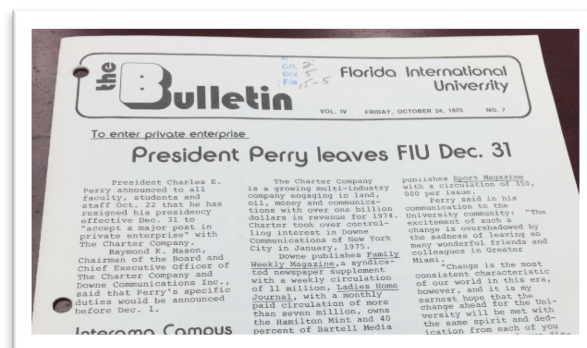 the Bulletin
Florida International
University
VOL. IV FRIDAY, OCTOBER 24, 1975 NO. 7
To enter private enterprise
President Perry leaves FIU Dec. 31
President Charles E.
Perry announced to all
faculty, students and
staff Oct. 22 that he has
resigned his presidency
effective Dec. 31 to
"accept a major post in
private enterprise" with
The Charter Company.
Raymond K. Mason,
Chairman of the Board and
Chief Executive Officer of
The Charter Company and
Downe Communications Inc.,
said that Perry's specific
duties would be announced
before Dec. 1.
Interama Campus
The Charter Company
is a growing multi-industry
company engaging in land,
oil, money and communica-
tions with over one billion
dollars in revenue for 1974.
Charter took over control-
ling interest in Downe
Communications of New York
City in January, 1975.
Downe publishes Family
Weekly Magazine, a syndica-
ted newspaper supplement
with a weekly circulation
of 11 million, Ladies Home
Journal, with a monthly
paid circulation of more
than seven million, owns
the Hamilton Mint and 40
percent of Bartell Media
publishes Sport Magazine
with a circulation of 350,
000 per issue.
Perry said in his
communication to the
University community: "The
excitement of such a
change is overshadowed by
the sadness of leaving so
many wonderful friends and
colleagues in Greater
Miami.
"Change is the most
consistent characteristic
of our world in this era,
however, and it is my
earnest hope that the
change ahead for the Uni-
versity will be met with
the same spirit and ded-
ication from each of you